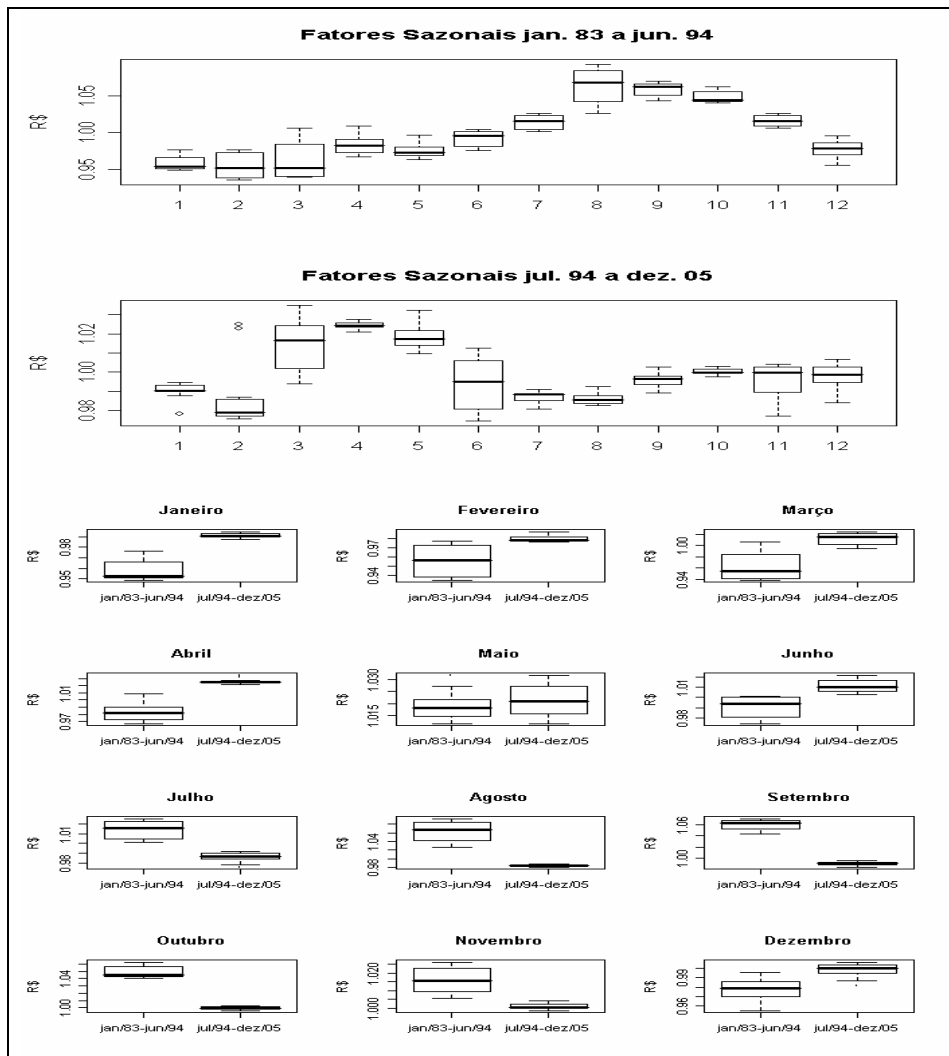 Fatores Sazonais jan. 83 a jun. 94
R$
1.05
1.00
0.95
1 2 3 4 5 6 7 8 9 10 11 12
Fatores Sazonais jul. 94 a dez. 05
R$
1.02
1.00
0.98
1 2 3 4 5 6 7 8 9 10 11 12
Janeiro Fevereiro Março
R$ 0.98 0.95 R$ 0.97 0.94 R$ 1.00 0.94
jan/83-jun/94 jul/94-dez/05 jan/83-jun/94 jul/94-dez/05 jan/83-jun/94 jul/94-dez/05
Abril Maio Junho
R$ 1.01 0.97 R$ 1.030 1.015 R$ 1.01 0.98
jan/83-jun/94 jul/94-dez/05 jan/83-jun/94 jul/94-dez/05 jan/83-jun/94 jul/94-dez/05
Julho Agosto Setembro
R$ 1.01 0.98 R$ 1.04 0.98 R$ 1.06 1.00
jan/83-jun/94 jul/94-dez/05 jan/83-jun/94 jul/94-dez/05 jan/83-jun/94 jul/94-dez/05
Outubro Novembro Dezembro
R$ 1.04 1.00 R$ 1.020 1.000 R$ 0.99 0.96
jan/83-jun/94 jul/94-dez/05 jan/83-jun/94 jul/94-dez/05 jan/83-jun/94 jul/94-dez/05